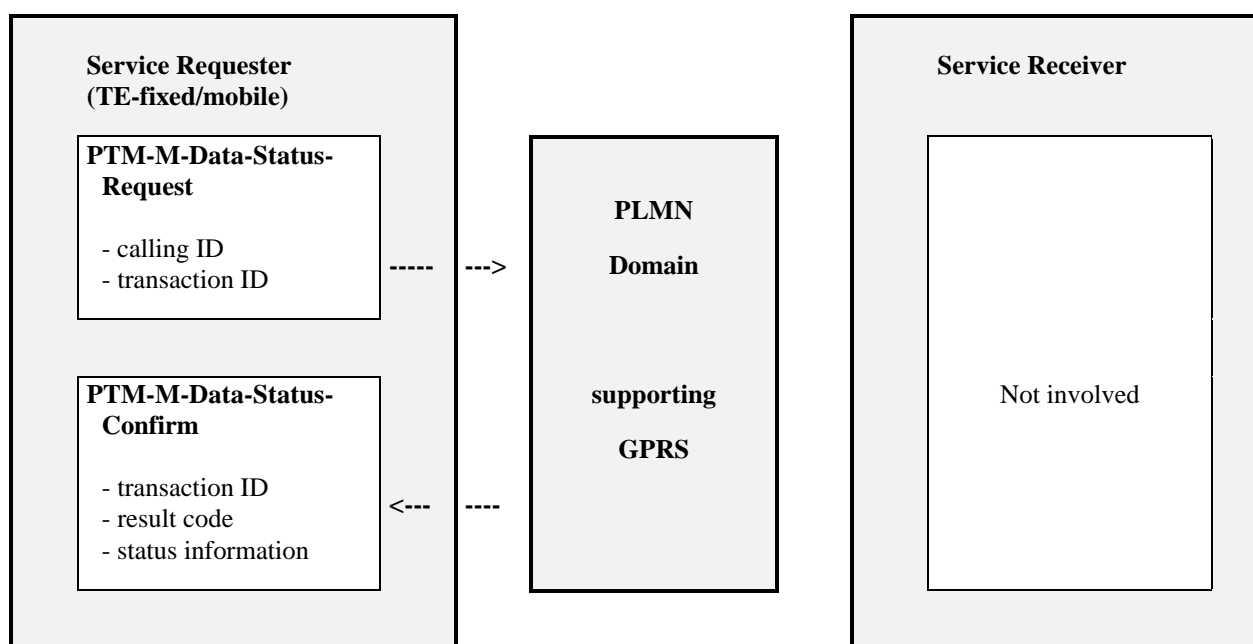 Service Requester
(TE-fixed/mobile)
PTM-M-Data-Status-
Request
- calling ID
- transaction ID
----- --->
PTM-M-Data-Status-
Confirm
- transaction ID
- result code
- status information
<--- ----
PLMN
Domain
supporting
GPRS
Service Receiver
Not involved